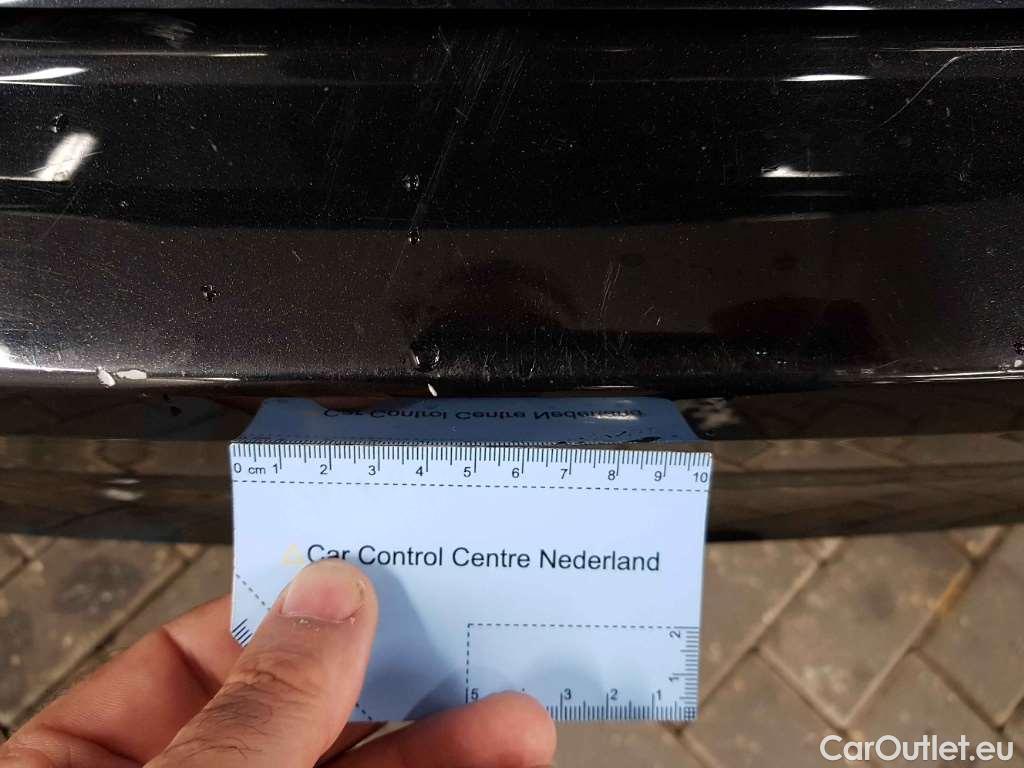 Car Control Centre Nederland
0 cm 1 2 3 4 5 6 7 8 9 10
Car Control Centre Nederland
2
1
5 3 2 1
CarOutlet.eu